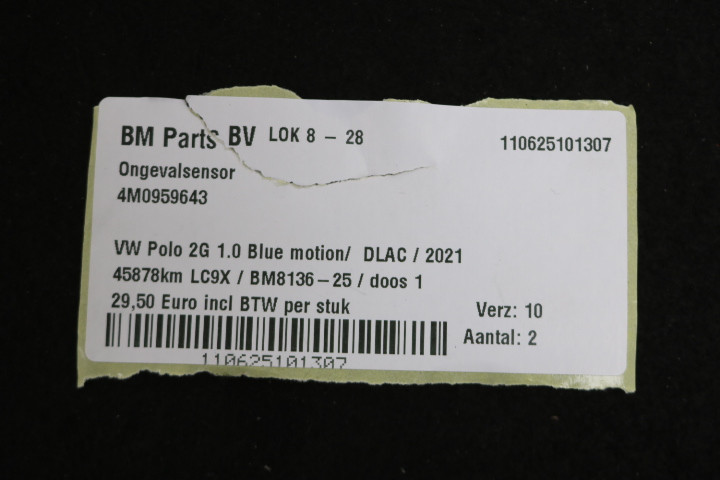 BM Parts BV LOK 8 - 28 110625101307
Ongevalsensor
4M0959643
VW Polo 2G 1.0 Blue motion/ DLAC / 2021
45878km LC9X / BM8136-25 / doos 1
29,50 Euro incl BTW per stuk Verz: 10
Aantal: 2
110625101307